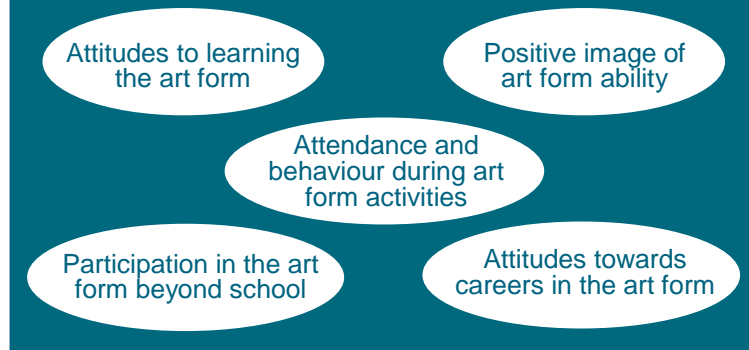 Attitudes to learning
the art form
Positive image of
art form ability
Attendance and
behaviour during art
form activities
Participation in the art
form beyond school
Attitudes towards
careers in the art form